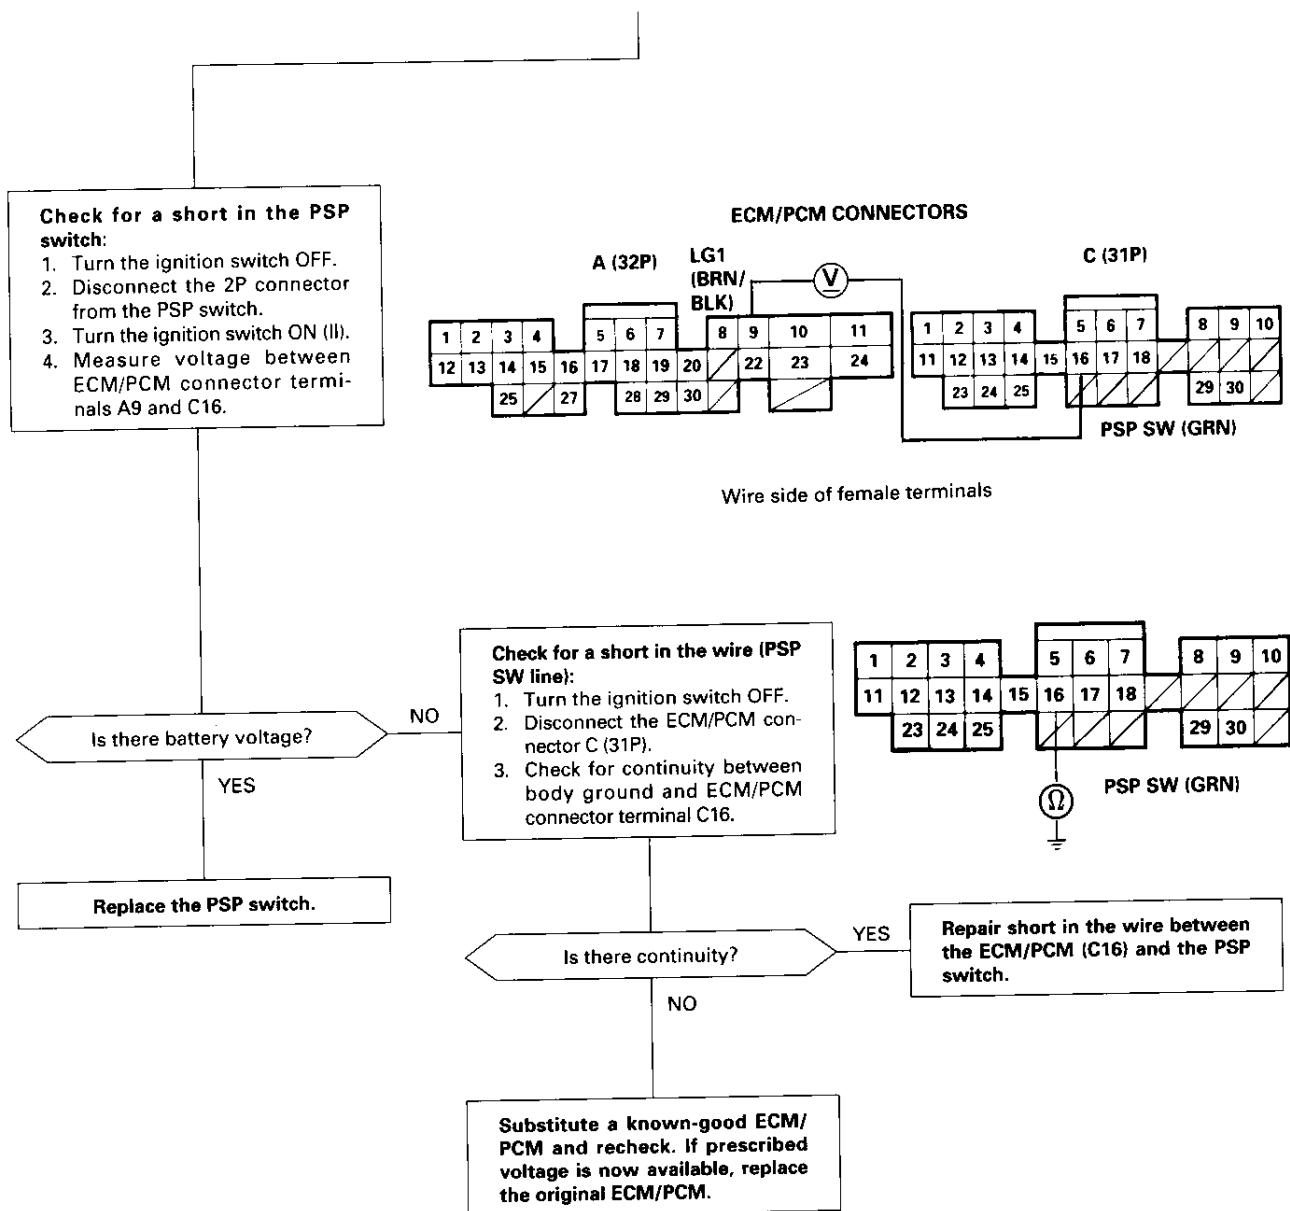 Check for a short in the PSP
switch:
1. Turn the ignition switch OFF.
2. Disconnect the 2P connector
from the PSP switch.
3. Turn the ignition switch ON (II).
4. Measure voltage between
ECM/PCM connector termi-
nals A9 and C16.
ECM/PCM CONNECTORS
A (32P)
LG1
(BRN/
BLK)
V
C (31P)
1 2 3 4 5 6 7 8 9 10 11
12 13 14 15 16 17 18 19 20 22 23 24
25 27 28 29 30
1 2 3 4 5 6 7 8 9 10
11 12 13 14 15 16 17 18
23 24 25 29 30
PSP SW (GRN)
Wire side of female terminals
Is there battery voltage?
NO
YES
Replace the PSP switch.
Check for a short in the wire (PSP
SW line):
1. Turn the ignition switch OFF.
2. Disconnect the ECM/PCM con-
nector C (31P).
3. Check for continuity between
body ground and ECM/PCM
connector terminal C16.
1 2 3 4 5 6 7 8 9 10
11 12 13 14 15 16 17 18
23 24 25 29 30
PSP SW (GRN)
Ω
Is there continuity?
YES
Repair short in the wire between
the ECM/PCM (C16) and the PSP
switch.
NO
Substitute a known-good ECM/
PCM and recheck. If prescribed
voltage is now available, replace
the original ECM/PCM.